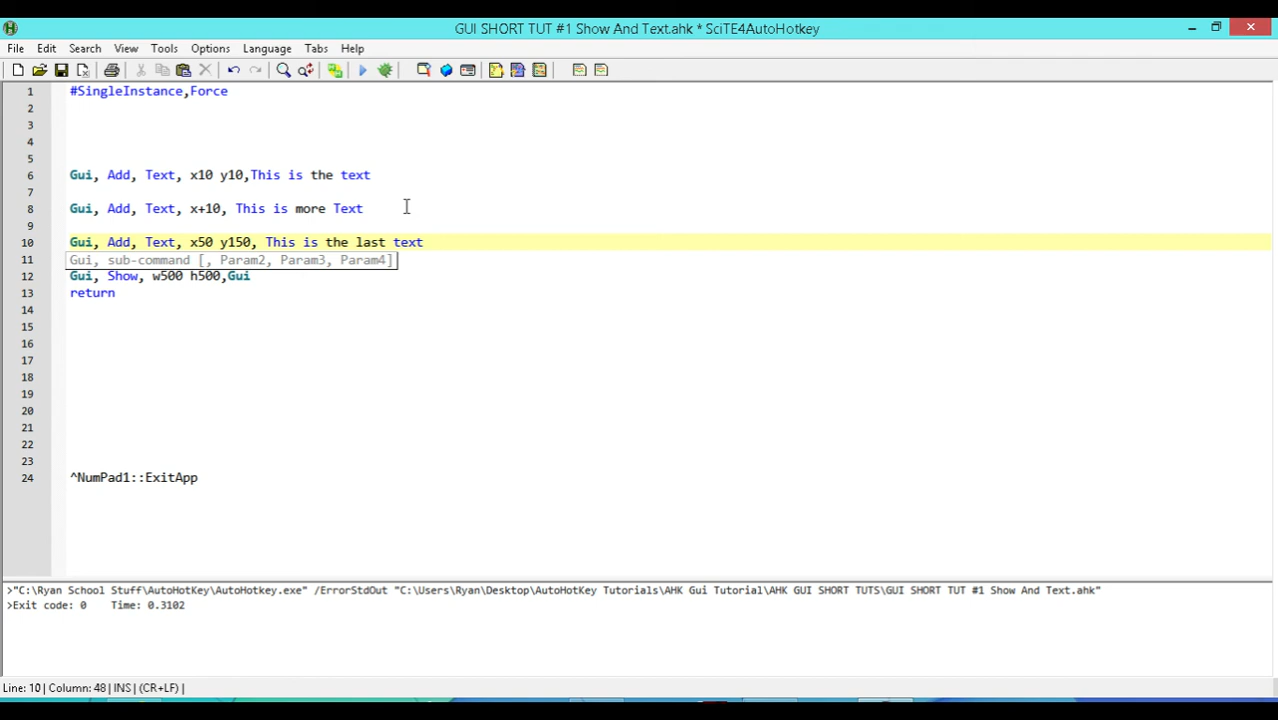 GUI SHORT TUT #1 Show And Text.ahk * SciTE4AutoHotkey
File Edit Search View Tools Options Language Tabs Help
1 #SingleInstance,Force
2
3
4
5
6 Gui, Add, Text, x10 y10,This is the text
7
8 Gui, Add, Text, x+10, This is more Text
9
10 Gui, Add, Text, x50 y150, This is the last text
11 Gui, sub-command [, Param2, Param3, Param4]
12 Gui, Show, w500 h500,Gui
13 return
14
15
16
17
18
19
20
21
22
23
24 ^NumPad1::ExitApp
>"C:\Ryan School Stuff\AutoHotKey\AutoHotkey.exe" /ErrorStdOut "C:\Users\Ryan\Desktop\AutoHotKey Tutorials\AHK Gui Tutorial\AHK GUI SHORT TUTS\GUI SHORT TUT #1 Show And Text.ahk"
>Exit code: 0 Time: 0.3102
Line: 10 | Column: 48 | INS | (CR+LF) |